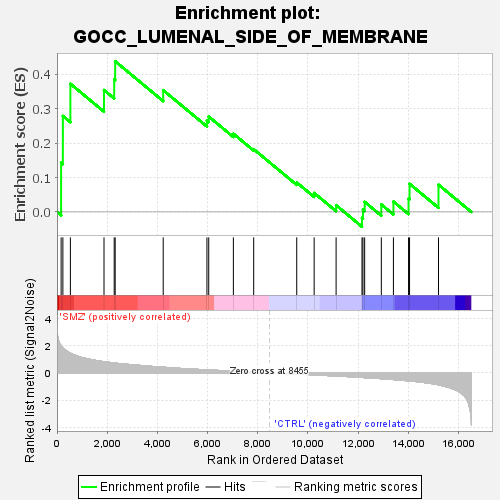 Enrichment plot:
GOCC_LUMENAL_SIDE_OF_MEMBRANE
Enrichment score (ES)
0.4
0.3
0.2
0.1
0.0
'SMZ' (positively correlated)
Ranked list metric (Signal2Noise)
4
2
0
-2
-4
Zero cross at 8455
'CTRL' (negatively correlated)
0 2,000 4,000 6,000 8,000 10,000 12,000 14,000 16,000
Rank in Ordered Dataset
Enrichment profile Hits Ranking metric scores